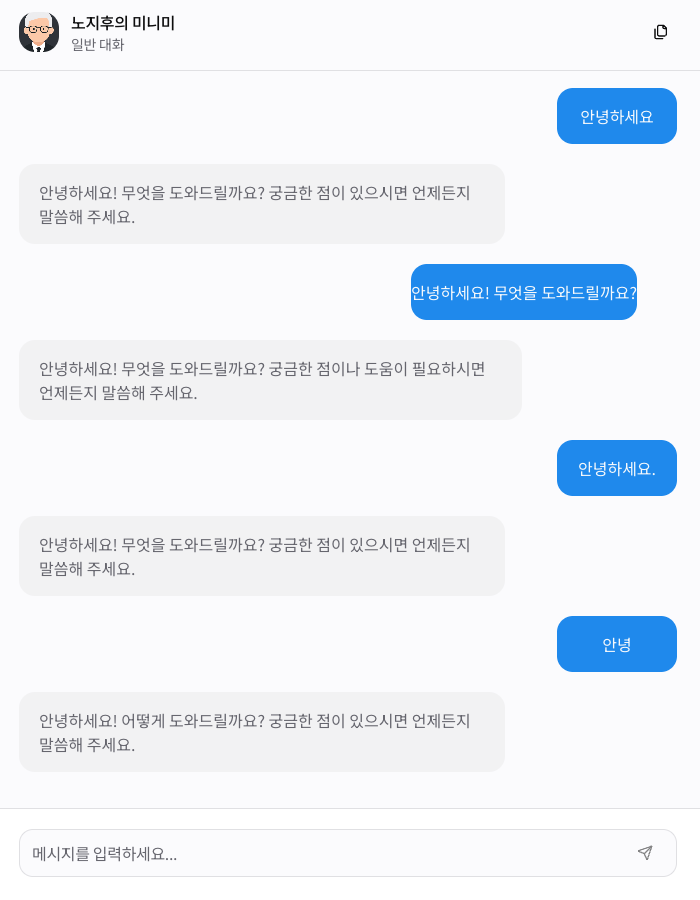 노지후의 미니미
일반 대화
안녕하세요
안녕하세요! 무엇을 도와드릴까요? 궁금한 점이 있으시면 언제든지
말씀해 주세요.
안녕하세요! 무엇을 도와드릴까요?
안녕하세요! 무엇을 도와드릴까요? 궁금한 점이나 도움이 필요하시면
언제든지 말씀해 주세요.
안녕하세요.
안녕하세요! 무엇을 도와드릴까요? 궁금한 점이 있으시면 언제든지
말씀해 주세요.
안녕
안녕하세요! 어떻게 도와드릴까요? 궁금한 점이 있으시면 언제든지
말씀해 주세요.
메시지를 입력하세요...